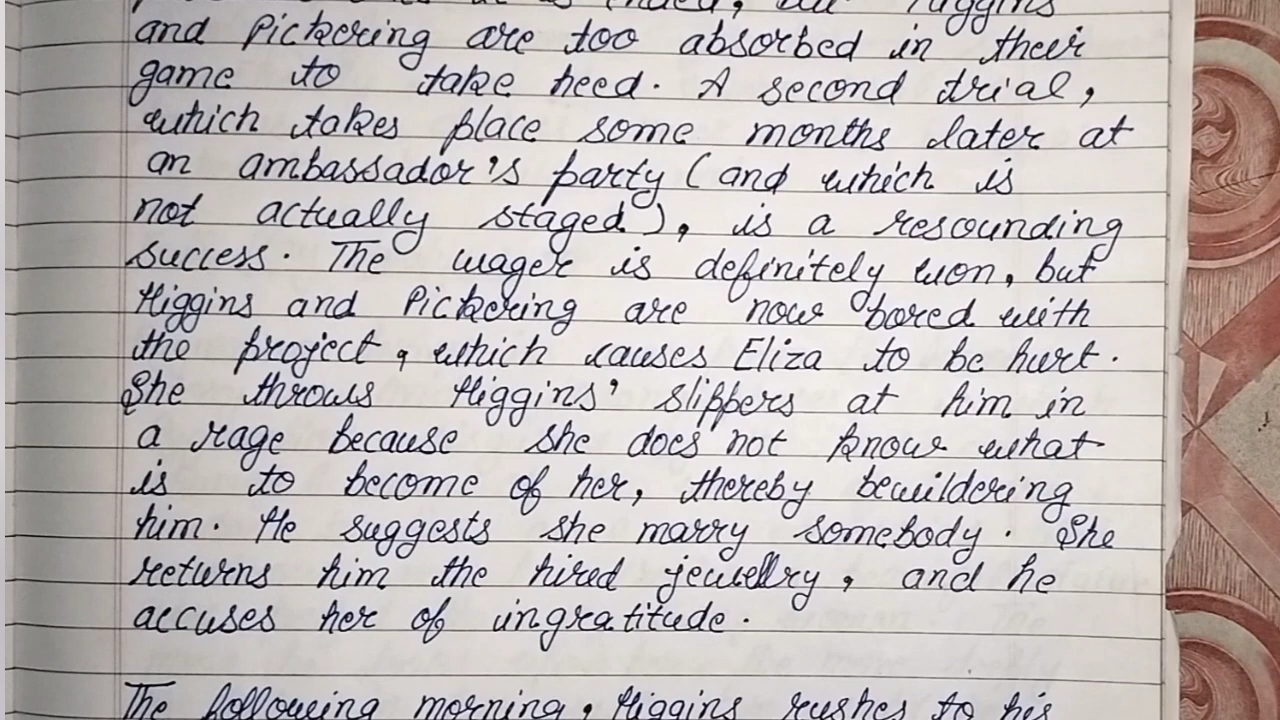 and Pickering are too absorbed in their
game to take heed. A second trial,
which takes place some months later at
an ambassador's party (and which is
not actually staged), is a resounding
success. The wager is definitely won, but
Higgins and Pickering are now bored with
the project, which causes Eliza to be hurt.
She throws Higgins' slippers at him in
a rage because she does not know what
is to become of her, thereby bewildering
him. He suggests she marry somebody. She
returns him the hired jewellry, and he
accuses her of ingratitude.
The following morning, Higgins rushes to his